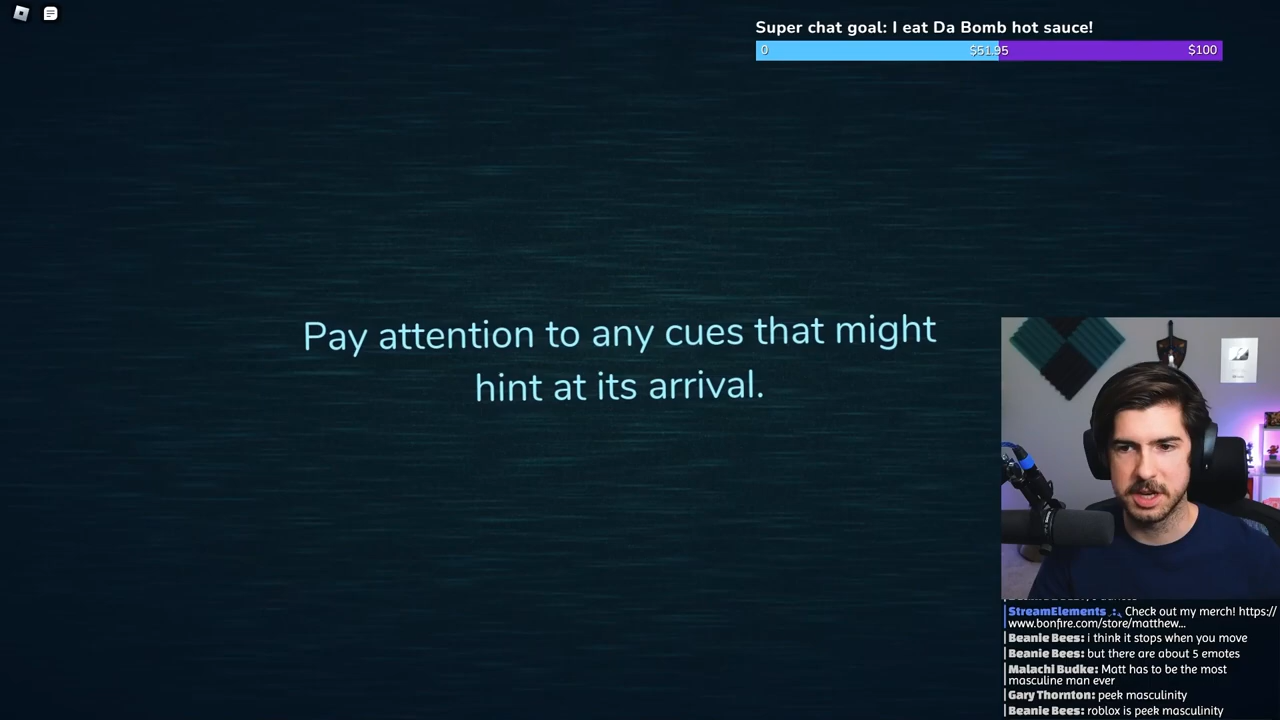 Super chat goal: I eat Da Bomb hot sauce!
0 $51.95 $100
Pay attention to any cues that might
hint at its arrival.
StreamElements : Check out my merch! https://
www.bonfire.com/store/matthew...
Beanie Bees: i think it stops when you move
Beanie Bees: but there are about 5 emotes
Malachi Budke: Matt has to be the most
masculine man ever
Gary Thornton: peek masculinity
Beanie Bees: roblox is peek masculinity